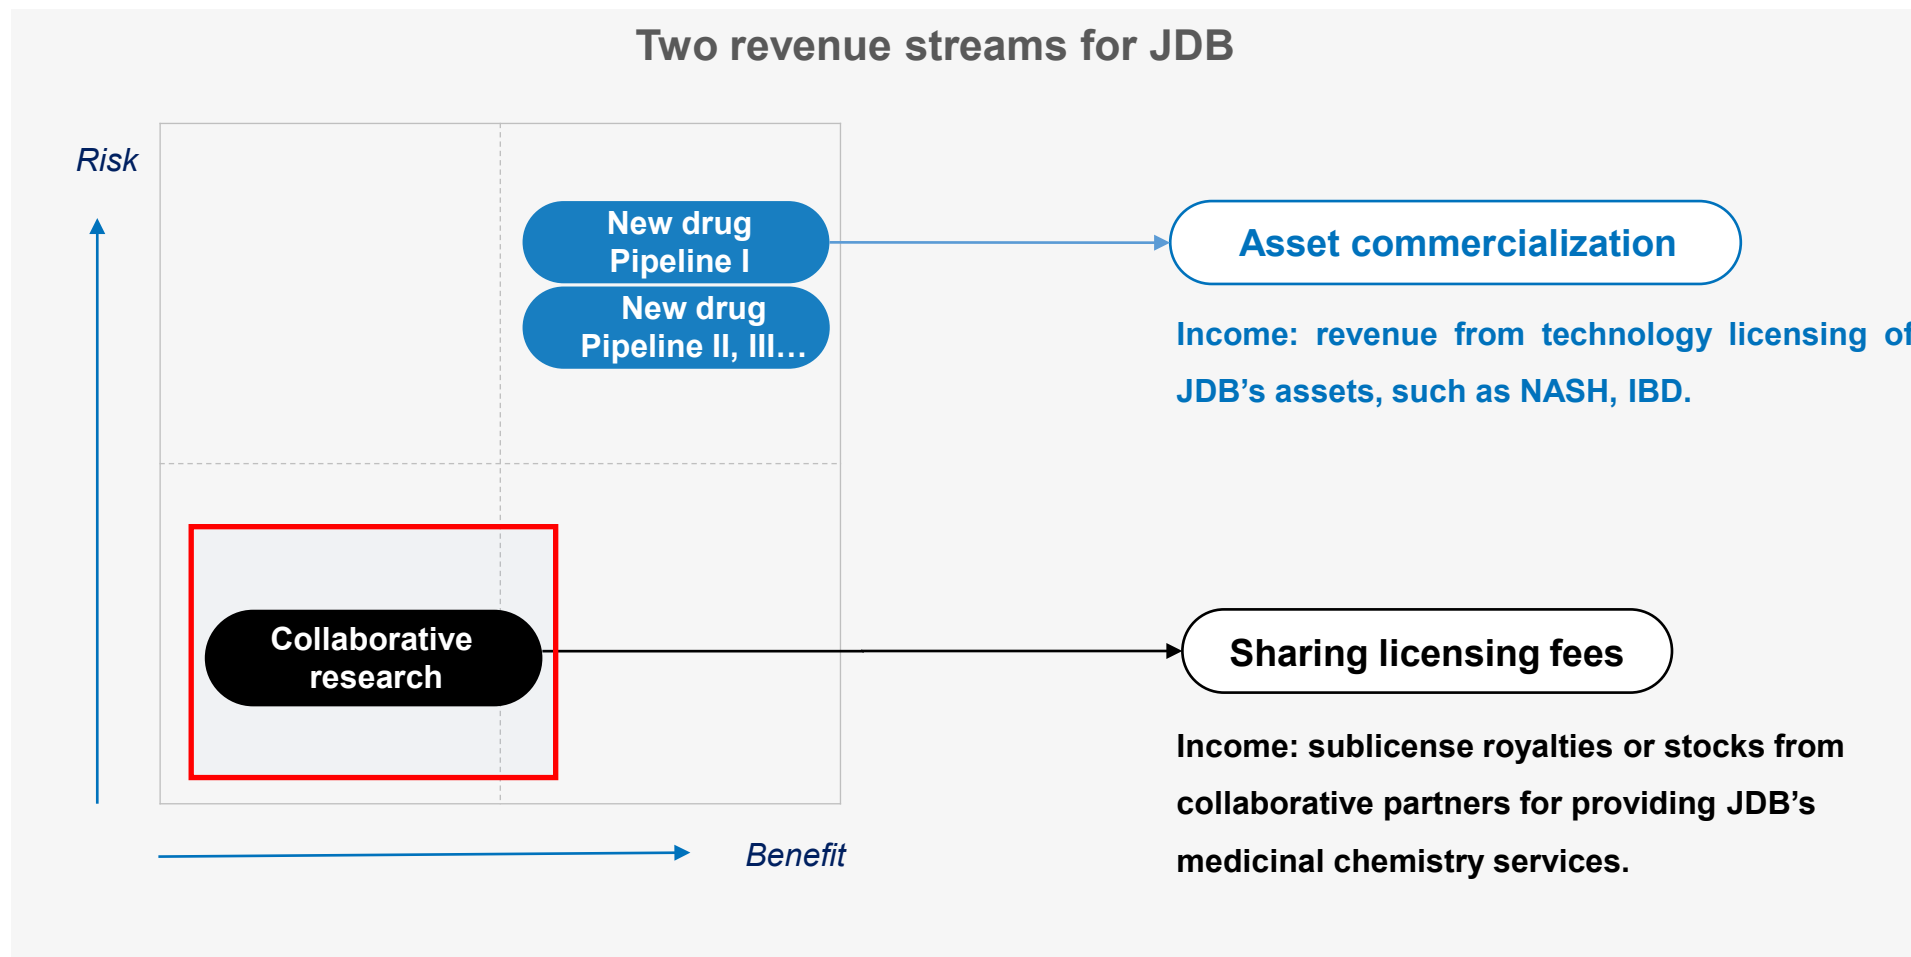 Two revenue streams for JDB
Risk
New drug
Pipeline I
New drug
Pipeline II, III…
Asset commercialization
Income: revenue from technology licensing of
JDB’s assets, such as NASH, IBD.
Collaborative
research
Sharing licensing fees
Income: sublicense royalties or stocks from
collaborative partners for providing JDB’s
medicinal chemistry services.
Benefit